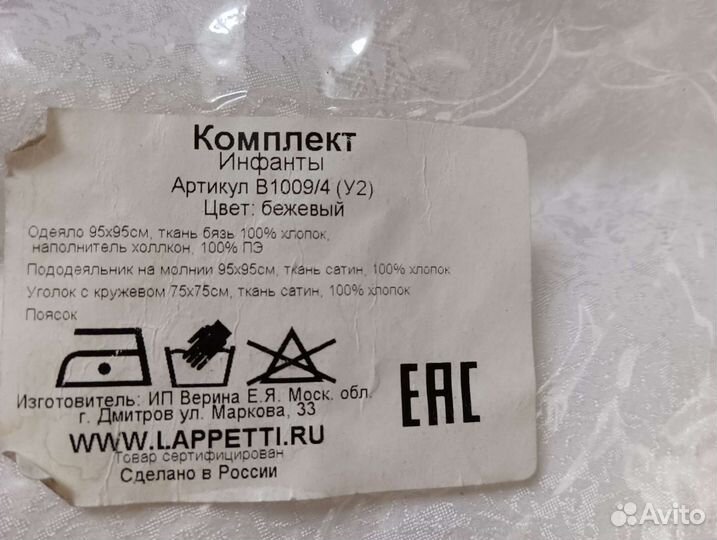 Комплект
Инфанты
Артикул В1009/4 (У2)
Цвет: бежевый
Одеяло 95х95см, ткань бязь 100% хлопок,
наполнитель холлкон, 100% ПЭ
Пододеяльник на молнии 95х95см, ткань сатин, 100% хлопок
Уголок с кружевом 75х75см, ткань сатин, 100% хлопок
Поясок
Изготовитель: ИП Верина Е.Я. Моск. обл.
г. Дмитров ул. Маркова, 33
EAC
WWW.LAPPETTI.RU
Товар сертифицирован
Сделано в России
Avito